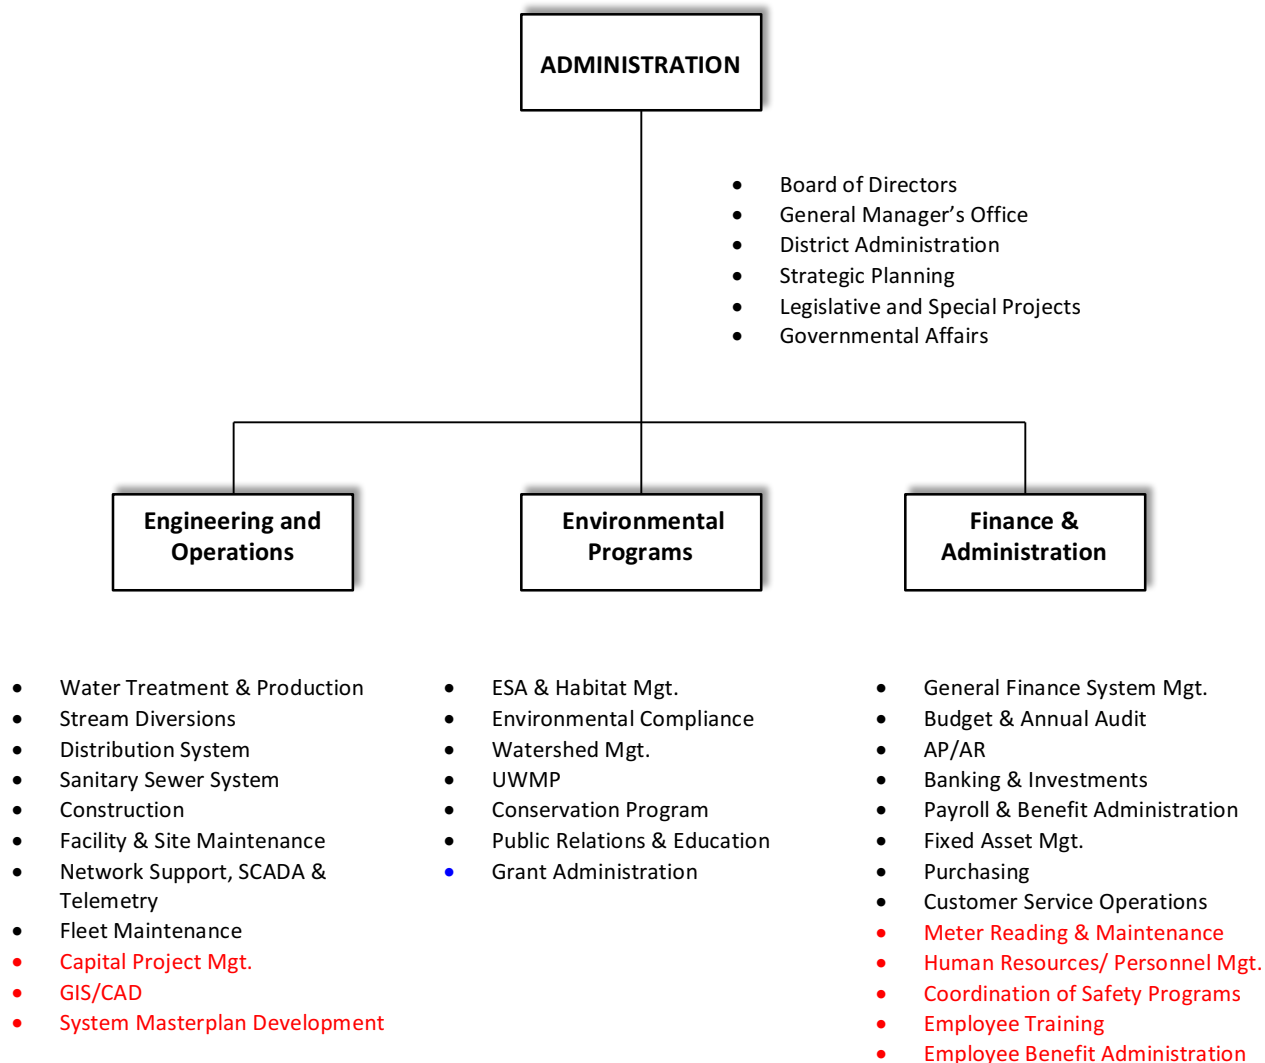 ADMINISTRATION
• Board of Directors
• General Manager’s Office
• District Administration
• Strategic Planning
• Legislative and Special Projects
• Governmental Affairs
Engineering and
Operations
Environmental
Programs
Finance &
Administration
• Water Treatment & Production
• Stream Diversions
• Distribution System
• Sanitary Sewer System
• Construction
• Facility & Site Maintenance
• Network Support, SCADA &
Telemetry
• Fleet Maintenance
• Capital Project Mgt.
• GIS/CAD
• System Masterplan Development
• ESA & Habitat Mgt.
• Environmental Compliance
• Watershed Mgt.
• UWMP
• Conservation Program
• Public Relations & Education
• Grant Administration
• General Finance System Mgt.
• Budget & Annual Audit
• AP/AR
• Banking & Investments
• Payroll & Benefit Administration
• Fixed Asset Mgt.
• Purchasing
• Customer Service Operations
• Meter Reading & Maintenance
• Human Resources/ Personnel Mgt.
• Coordination of Safety Programs
• Employee Training
• Employee Benefit Administration